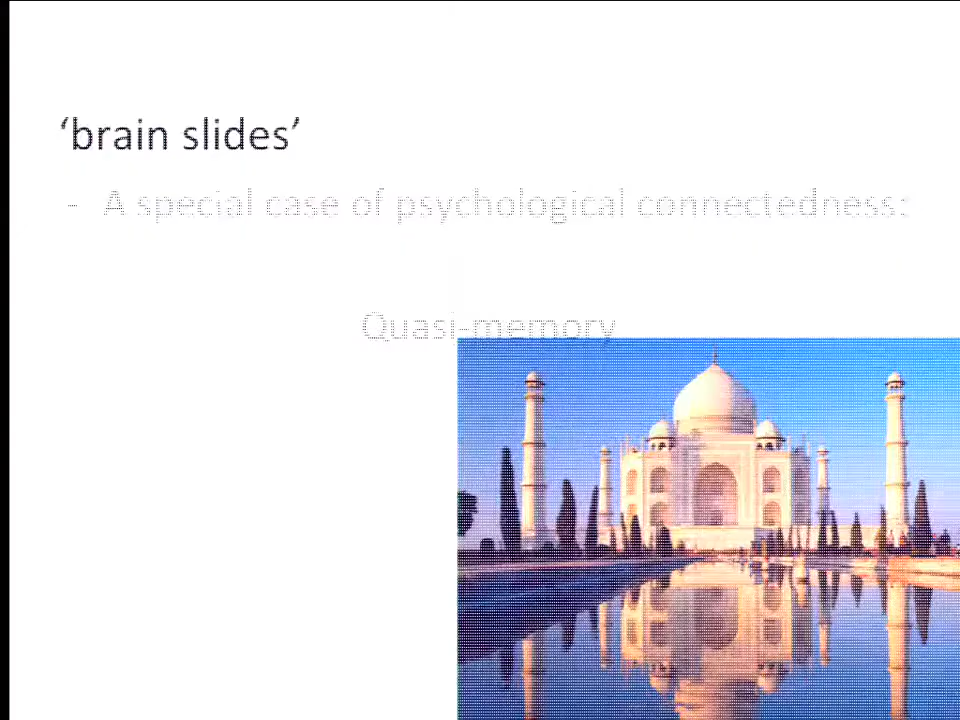 ‘brain slides’
- A special case of psychological connectedness:
Quasi-memory